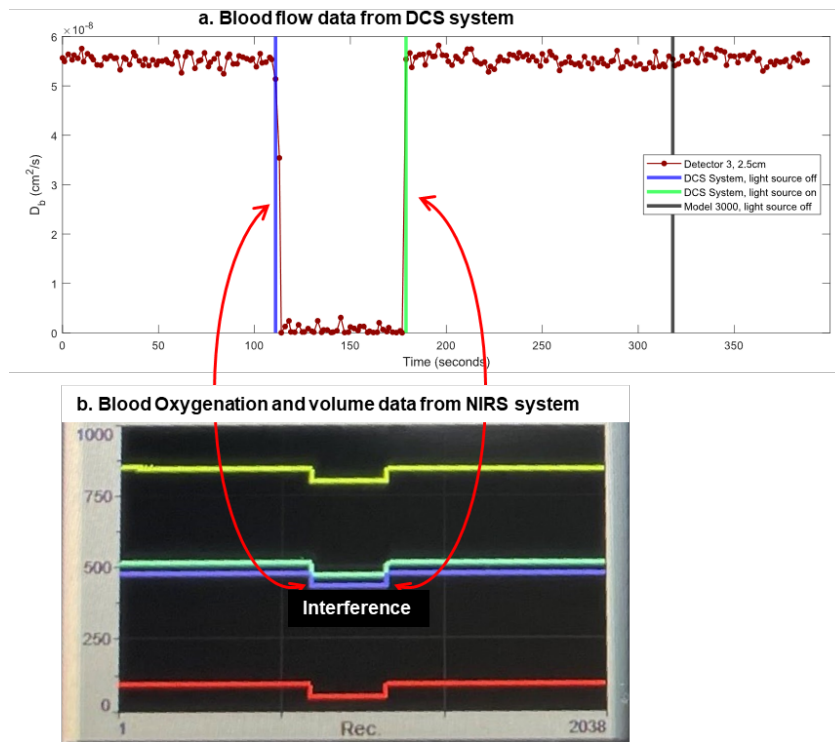 a. Blood flow data from DCS system
×10⁻⁸
6
5
4
3
2
1
0
D_b (cm²/s)
Detector 3, 2.5cm
DCS System, light source off
DCS System, light source on
Model 3000, light source off
0 50 100 150 200 250 300 350
Time (seconds)
b. Blood Oxygenation and volume data from NIRS system
1000
750
500
Interference
250
0
1 Rec. 2038